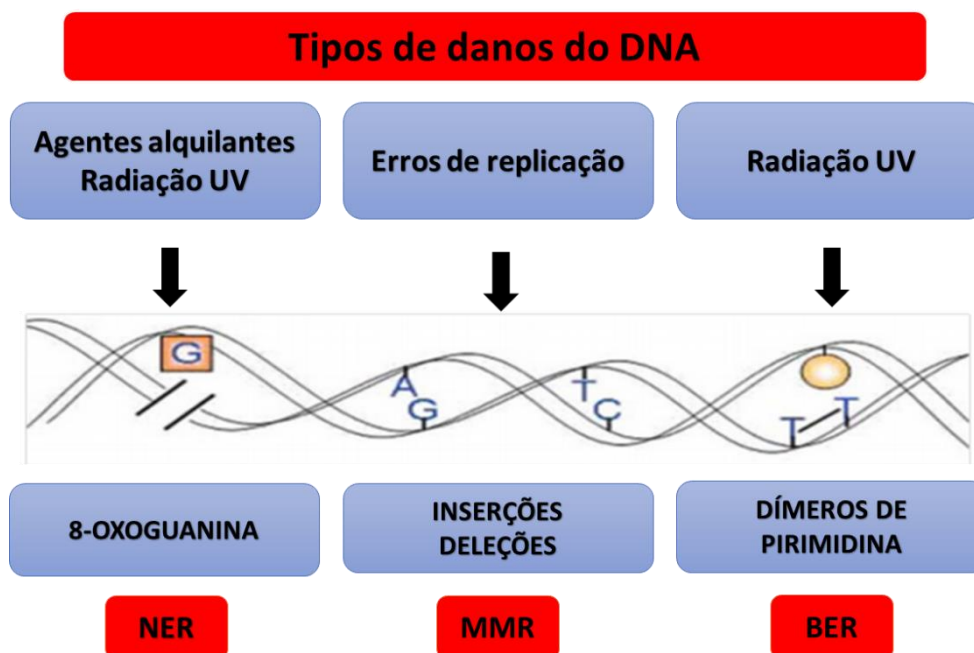 Tipos de danos do DNA
Agentes alquilantes
Radiação UV
Erros de replicação
Radiação UV
G
A
G
T
C
T
T
8-OXOGUANINA
INSERÇÕES
DELEÇÕES
DÍMEROS DE
PIRIMIDINA
NER
MMR
BER